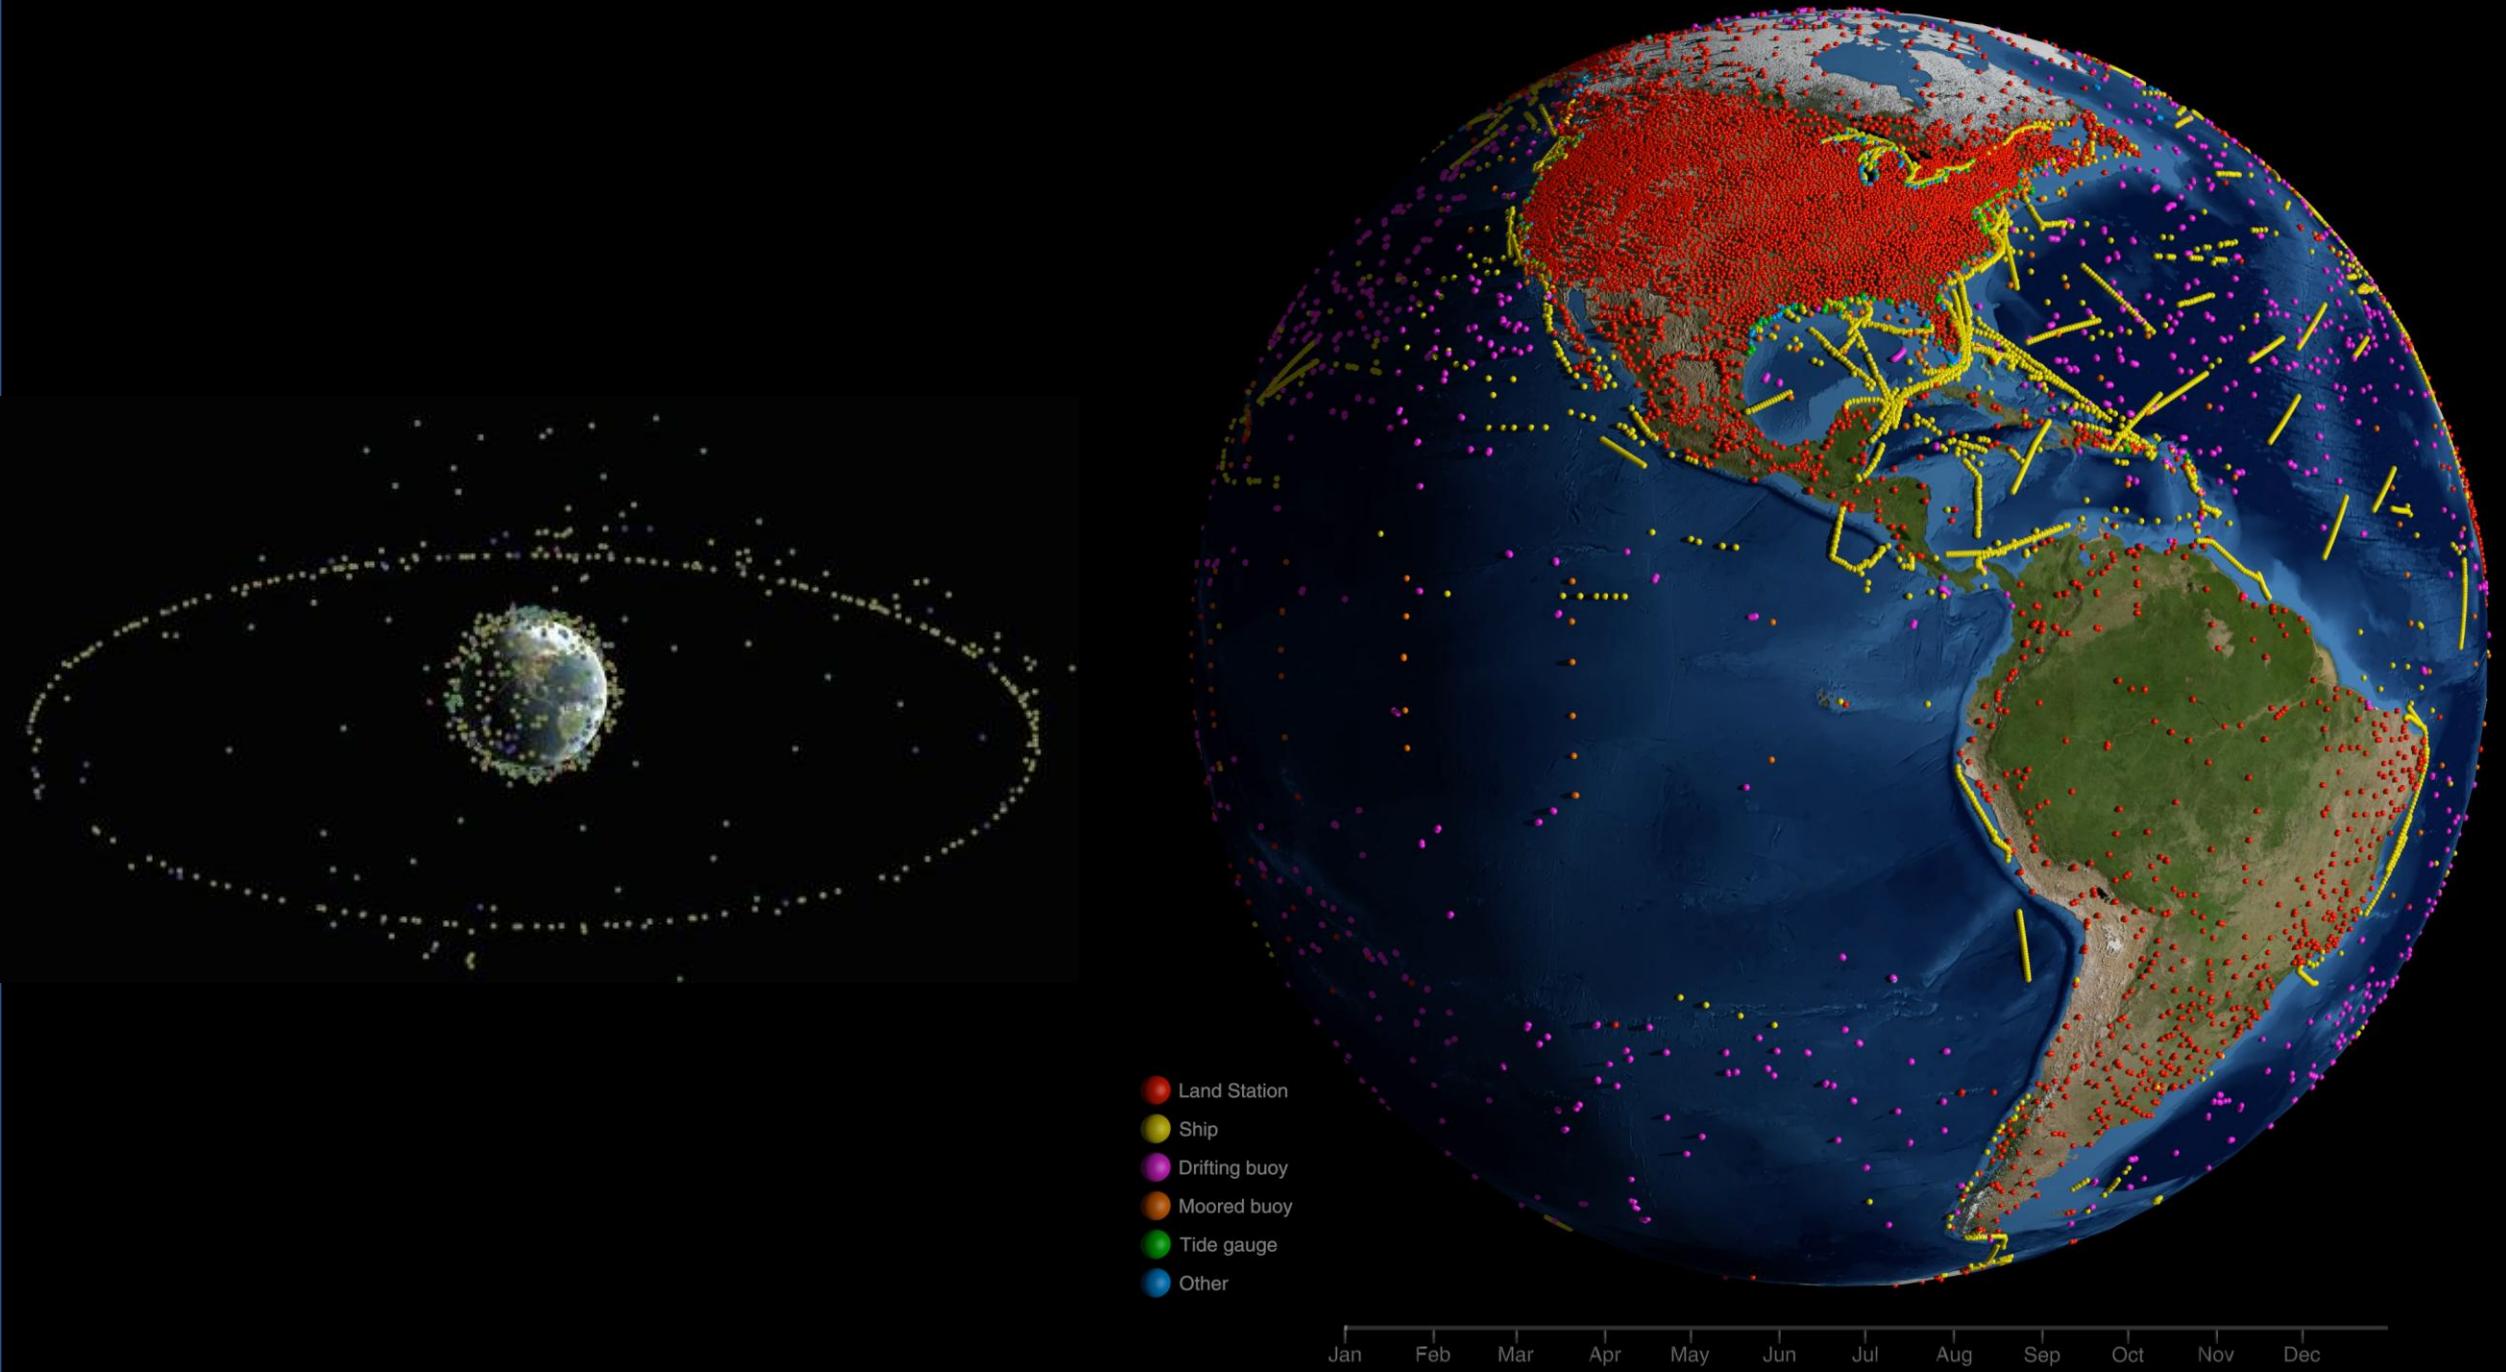 Land Station
Ship
Drifting buoy
Moored buoy
Tide gauge
Other
Jan Feb Mar Apr May Jun Jul Aug Sep Oct Nov Dec